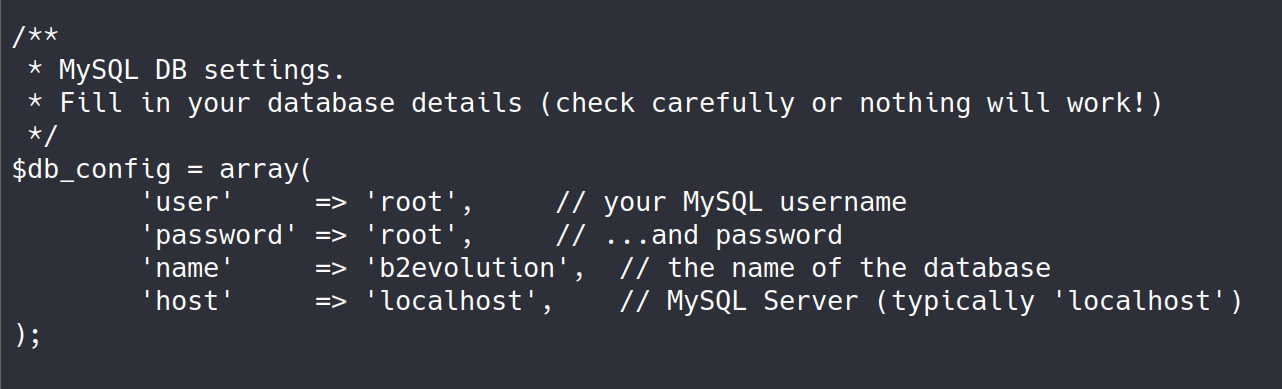 /**
 * MySQL DB settings.
 * Fill in your database details (check carefully or nothing will work!)
 */
$db_config = array(
        'user'     => 'root',     // your MySQL username
        'password' => 'root',     // ...and password
        'name'     => 'b2evolution',  // the name of the database
        'host'     => 'localhost',    // MySQL Server (typically 'localhost')
);